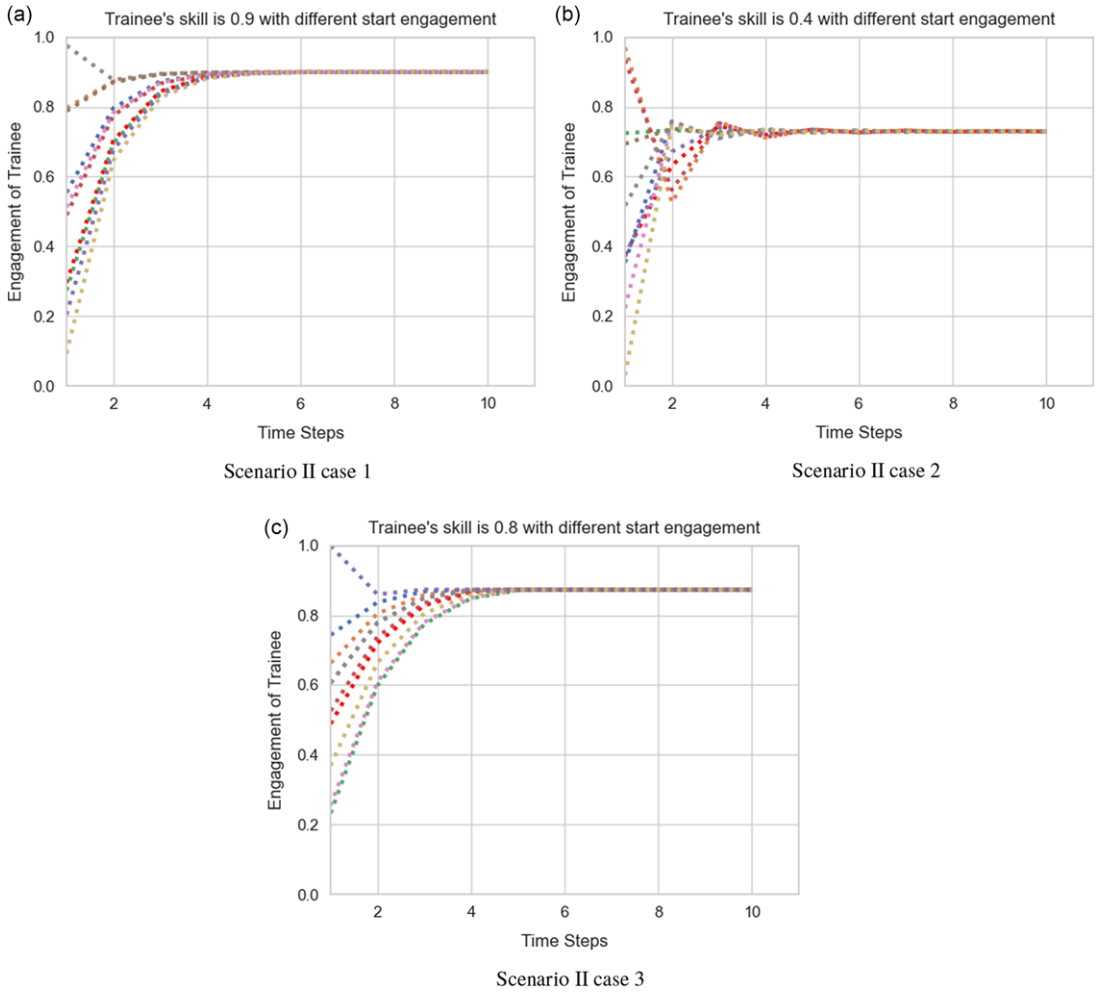 (a)
Trainee's skill is 0.9 with different start engagement
1.0
0.8
0.6
0.4
0.2
0.0
Engagement of Trainee
2 4 6 8 10
Time Steps
Scenario II case 1
(b)
Trainee's skill is 0.4 with different start engagement
1.0
0.8
0.6
0.4
0.2
0.0
Engagement of Trainee
2 4 6 8 10
Time Steps
Scenario II case 2
(c)
Trainee's skill is 0.8 with different start engagement
1.0
0.8
0.6
0.4
0.2
0.0
Engagement of Trainee
2 4 6 8 10
Time Steps
Scenario II case 3